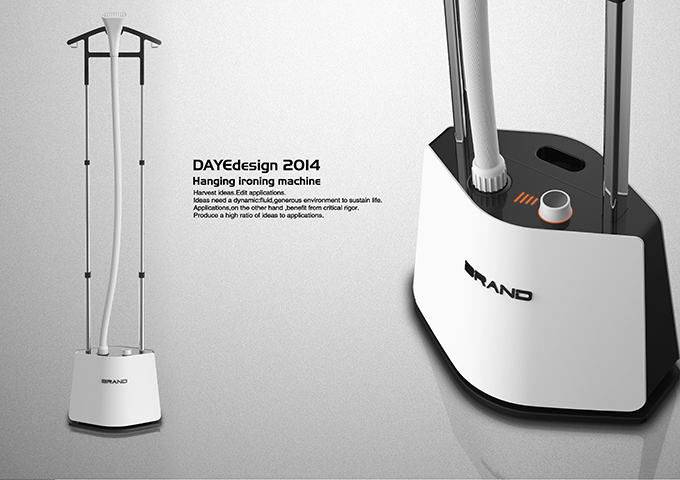 DAYEdesign 2014
Hanging ironing machine
Harvest ideas.Edit applications.
Ideas need a dynamic:fluid,generous environment to sustain life.
Applications,on the other hand ,benefit from critical rigor.
Produce a high ratio of ideas to applications.
BRAND
BRAND